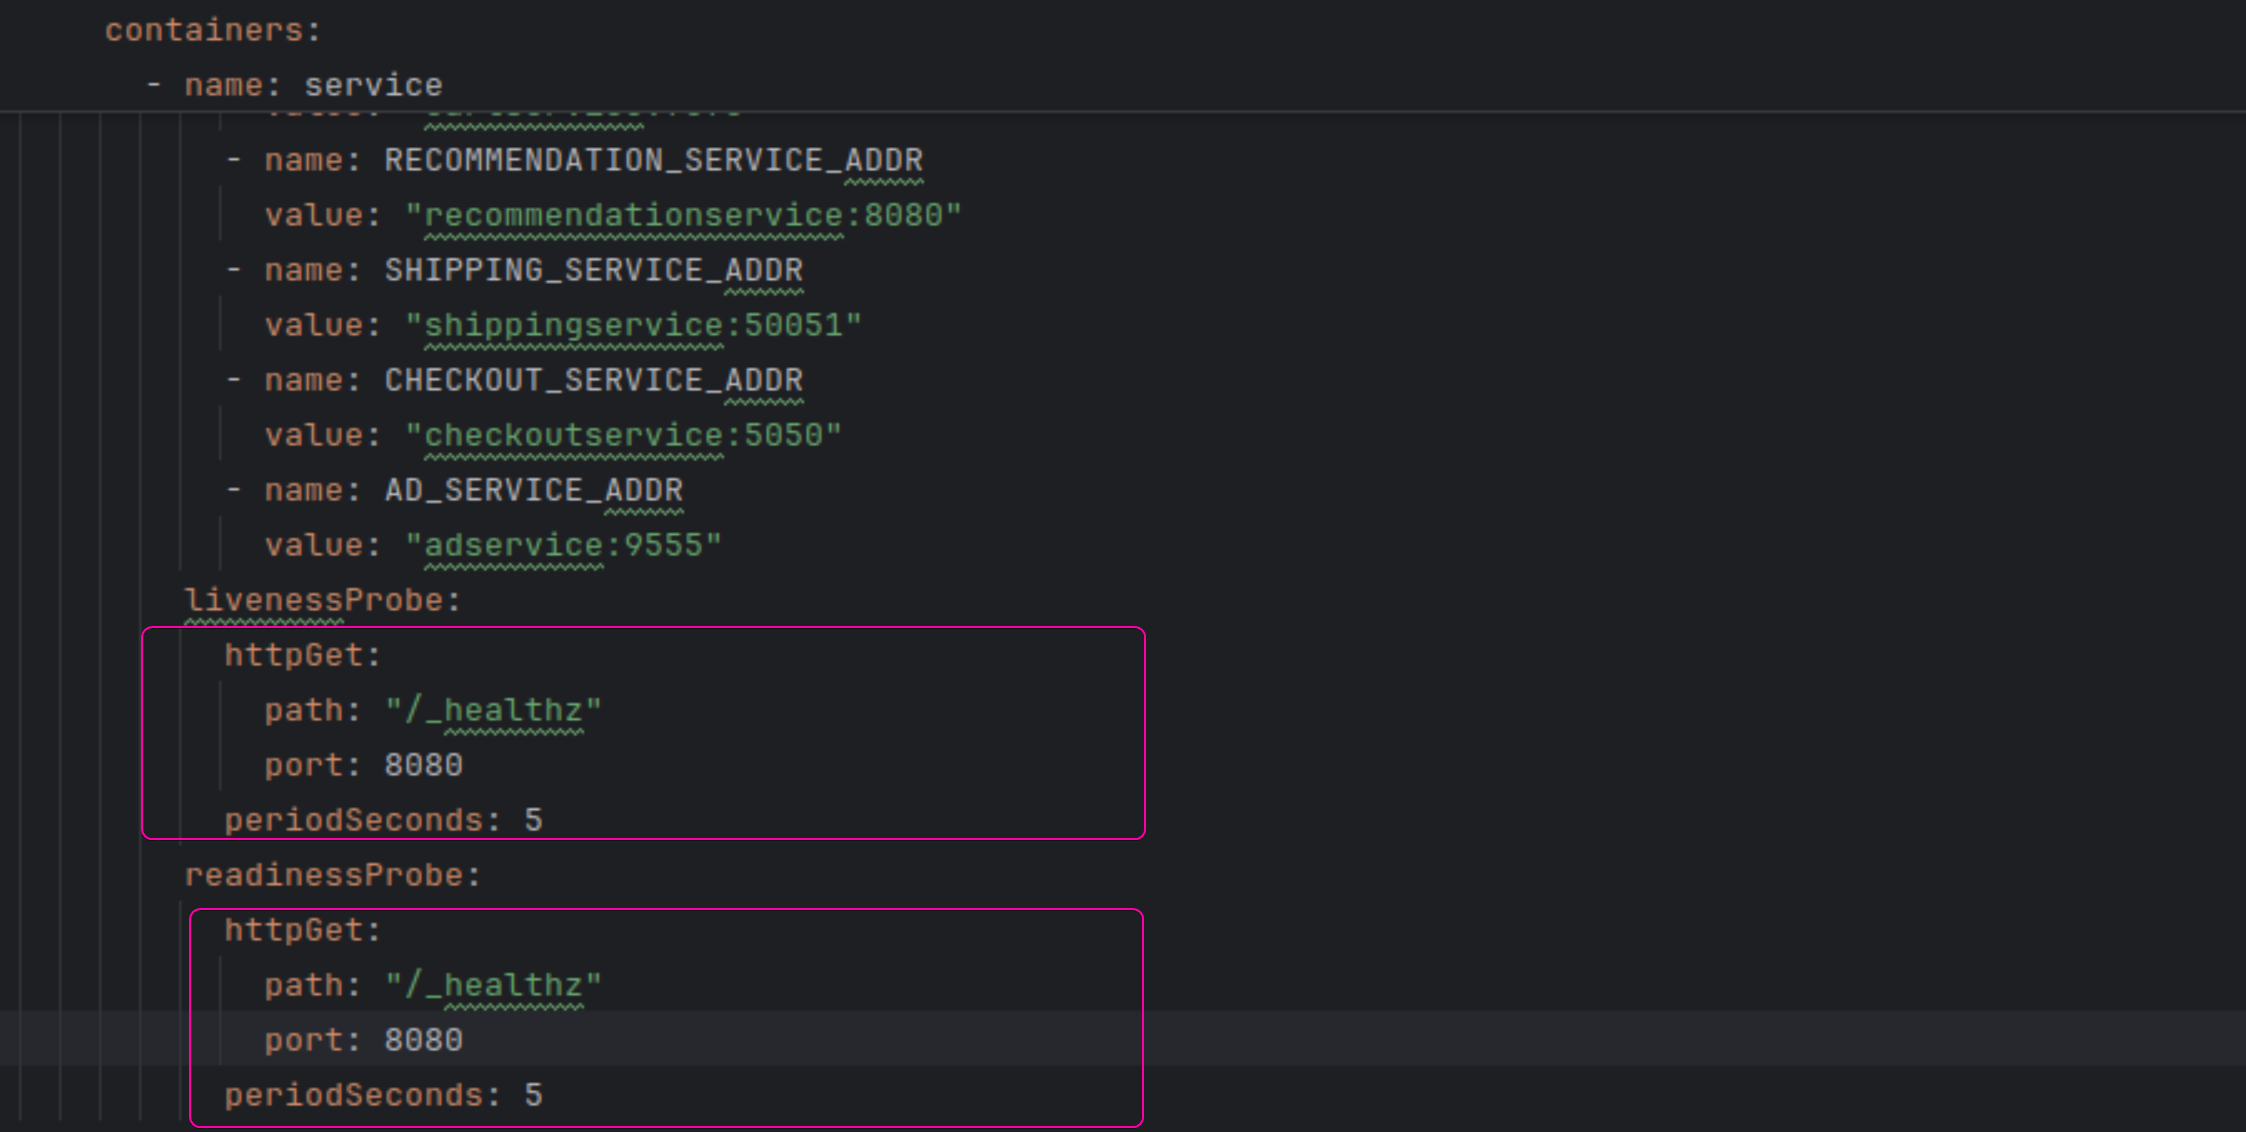 containers:
- name: service
- name: RECOMMENDATION_SERVICE_ADDR
value: "recommendationservice:8080"
- name: SHIPPING_SERVICE_ADDR
value: "shippingservice:50051"
- name: CHECKOUT_SERVICE_ADDR
value: "checkoutservice:5050"
- name: AD_SERVICE_ADDR
value: "adservice:9555"
livenessProbe:
httpGet:
path: "/_healthz"
port: 8080
periodSeconds: 5
readinessProbe:
httpGet:
path: "/_healthz"
port: 8080
periodSeconds: 5